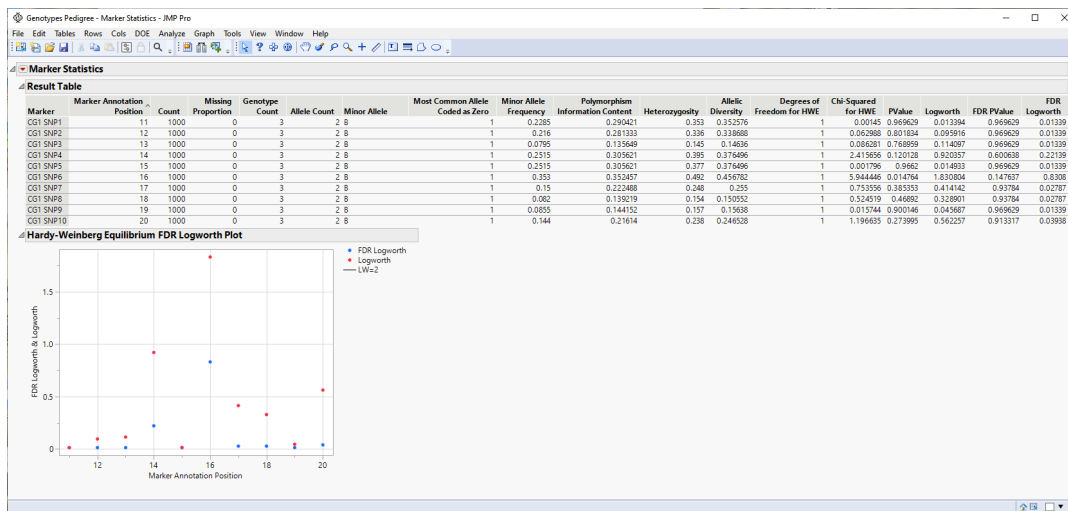 Genotypes Pedigree - Marker Statistics - JMP Pro
File Edit Tables Rows Cols DOE Analyze Graph Tools View Window Help
Marker Statistics
Result Table
Marker Annotation Missing Genotype Most Common Allele Minor Allele Polymorphism Allelic Degrees of Chi-Squared FDR
Marker Position Count Proportion Count Allele Count Minor Allele Coded as Zero Frequency Information Content Heterozygosity Diversity Freedom for HWE for HWE PValue Logworth FDR PValue Logworth
CG1 SNP1 11 1000 0 3 2 B 1 0.2285 0.290421 0.353 0.352576 1 0.00145 0.969629 0.013394 0.969629 0.01339
CG1 SNP2 12 1000 0 3 2 B 1 0.216 0.281333 0.336 0.338688 1 0.062988 0.801834 0.095916 0.969629 0.01339
CG1 SNP3 13 1000 0 3 2 B 1 0.0795 0.135649 0.145 0.14636 1 0.086281 0.768959 0.114097 0.969629 0.01339
CG1 SNP4 14 1000 0 3 2 B 1 0.2515 0.305621 0.395 0.376496 1 2.415656 0.120128 0.920357 0.600638 0.22139
CG1 SNP5 15 1000 0 3 2 B 1 0.2515 0.305621 0.377 0.376496 1 0.001796 0.9662 0.014933 0.969629 0.01339
CG1 SNP6 16 1000 0 3 2 B 1 0.353 0.352457 0.492 0.456782 1 5.944446 0.014764 1.830804 0.147637 0.8308
CG1 SNP7 17 1000 0 3 2 B 1 0.15 0.222488 0.248 0.255 1 0.753556 0.385353 0.414142 0.93784 0.02787
CG1 SNP8 18 1000 0 3 2 B 1 0.082 0.139219 0.154 0.150552 1 0.524519 0.46892 0.328901 0.93784 0.02787
CG1 SNP9 19 1000 0 3 2 B 1 0.0855 0.144152 0.157 0.15638 1 0.015744 0.900146 0.045687 0.969629 0.01339
CG1 SNP10 20 1000 0 3 2 B 1 0.144 0.21614 0.238 0.246528 1 1.196635 0.273995 0.562257 0.913317 0.03938
Hardy-Weinberg Equilibrium FDR Logworth Plot
FDR Logworth
Logworth
LW=2
FDR Logworth & Logworth
1.5
1.0
0.5
0
12 14 16 18 20
Marker Annotation Position